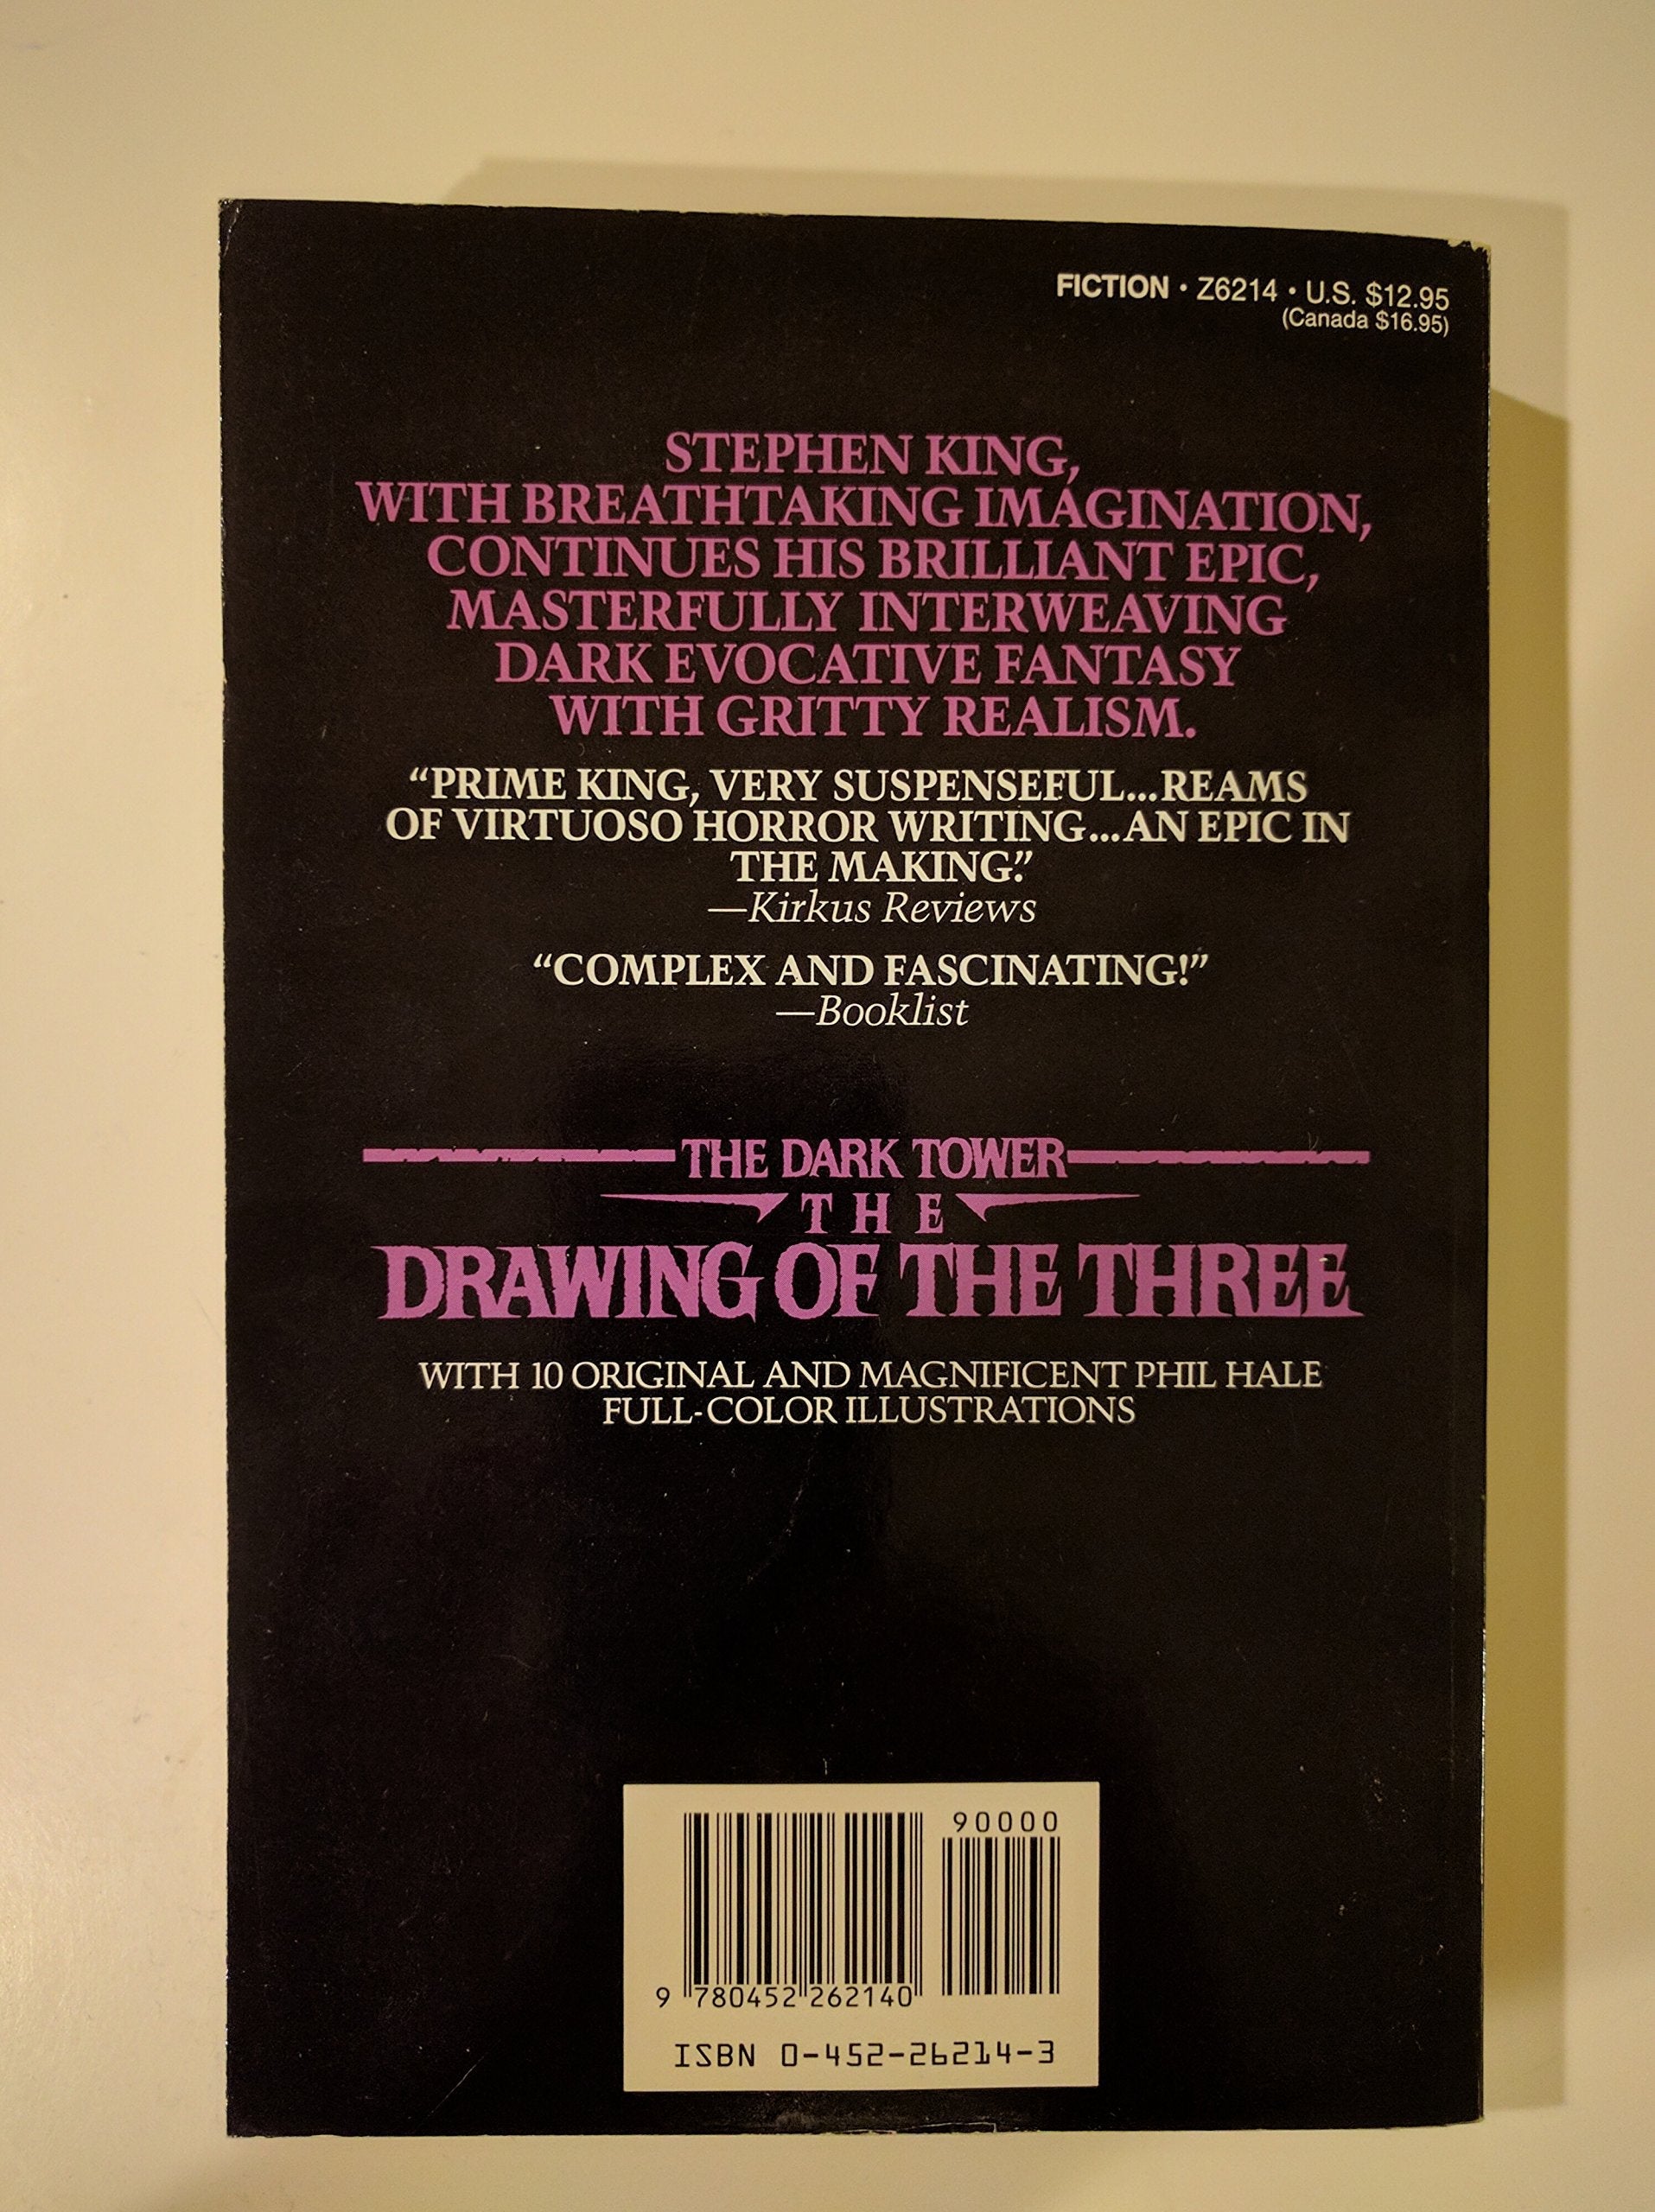 FICTION • Z6214 • U.S. $12.95
(Canada $16.95)
STEPHEN KING,
WITH BREATHTAKING IMAGINATION,
CONTINUES HIS BRILLIANT EPIC,
MASTERFULLY INTERWEAVING
DARK EVOCATIVE FANTASY
WITH GRITTY REALISM.
“PRIME KING, VERY SUSPENSEFUL...REAMS
OF VIRTUOSO HORROR WRITING...AN EPIC IN
THE MAKING.”
—Kirkus Reviews
“COMPLEX AND FASCINATING!”
—Booklist
THE DARK TOWER
THE
DRAWING OF THE THREE
WITH 10 ORIGINAL AND MAGNIFICENT PHIL HALE
FULL-COLOR ILLUSTRATIONS
90000
9 780452 262140
ISBN 0-452-26214-3